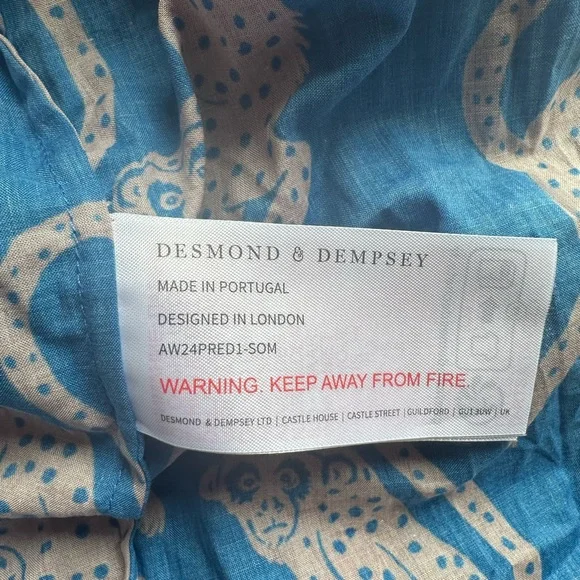 DESMOND & DEMPSEY
MADE IN PORTUGAL
DESIGNED IN LONDON
AW24PRED1-SOM
WARNING. KEEP AWAY FROM FIRE.
DESMOND & DEMPSEY LTD | CASTLE HOUSE | CASTLE STREET | GUILDFORD | GU1 3UW | UK